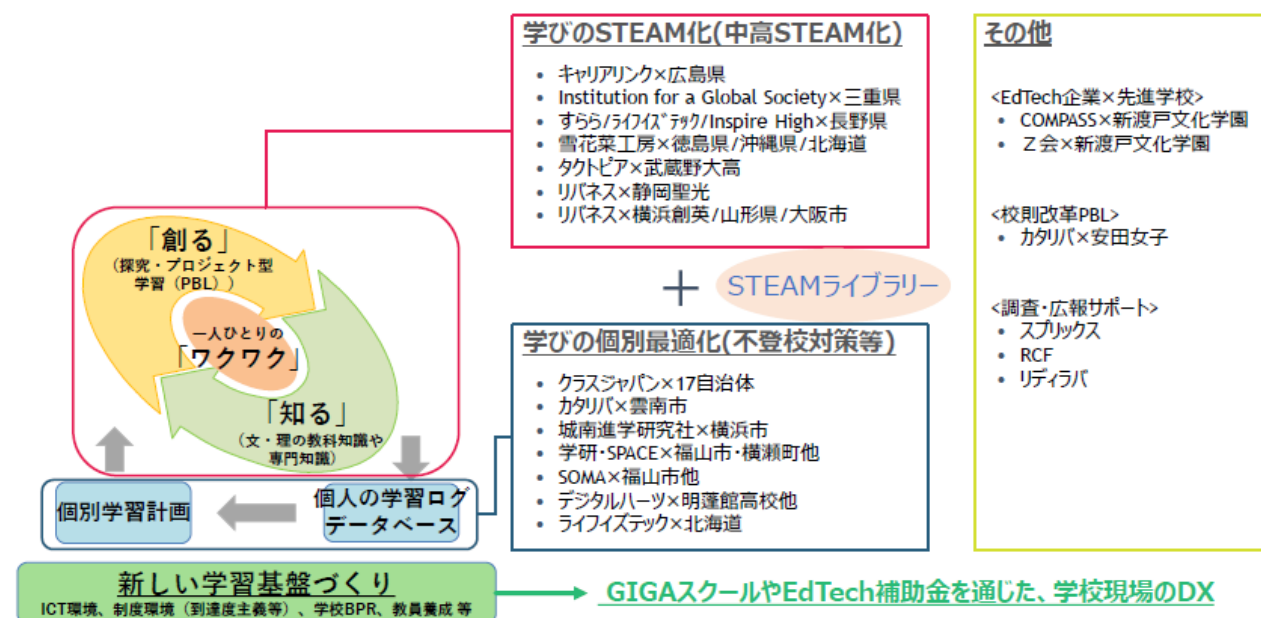 学びのSTEAM化(中高STEAM化)
• キャリアリンク×広島県
• Institution for a Global Society×三重県
• すらら/ライフイズテック/Inspire High×長野県
• 雪花菜工房×徳島県/沖縄県/北海道
• タクトピア×武蔵野大高
• リバネス×静岡聖光
• リバネス×横浜創英/山形県/大阪市
+ STEAMライブラリー
学びの個別最適化(不登校対策等)
• クラスジャパン×17自治体
• カタリバ×雲南市
• 城南進学研究社×横浜市
• 学研・SPACE×福山市・横瀬町他
• SOMA×福山市他
• デジタルハーツ×明蓬館高校他
• ライフイズテック×北海道
その他
<EdTech企業×先進学校>
• COMPASS×新渡戸文化学園
• Z会×新渡戸文化学園
<校則改革PBL>
• カタリバ×安田女子
<調査・広報サポート>
• スプリックス
• RCF
• リディラバ
「創る」
(探究・プロジェクト型
学習(PBL))
一人ひとりの
「ワクワク」
「知る」
(文・理の教科知識や
専門知識)
個別学習計画
個人の学習ログ
データベース
新しい学習基盤づくり
ICT環境、制度環境(到達度主義等)、学校BPR、教員養成 等
GIGAスクールやEdTech補助金を通じた、学校現場のDX